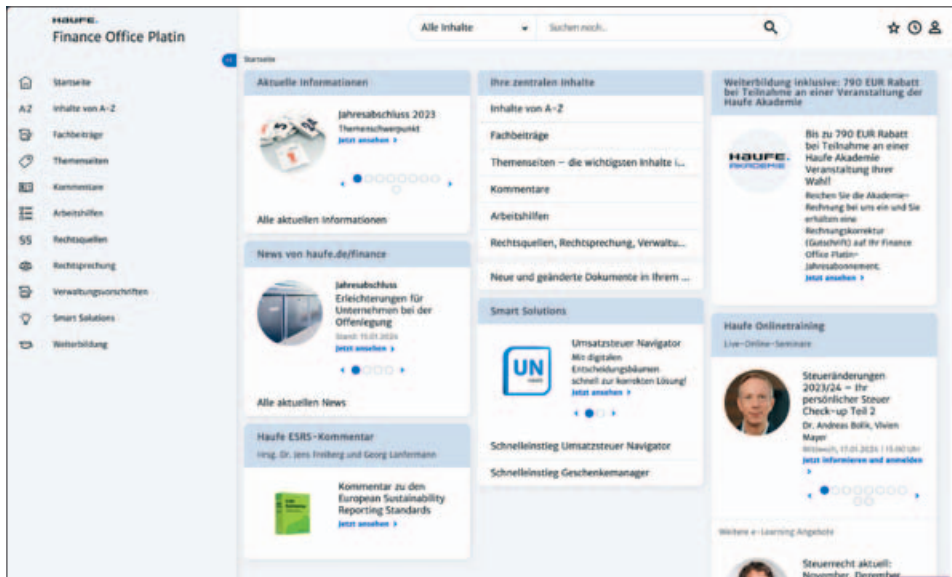 HAUFE.
Finance Office Platin
Alle Inhalte
Suchen nach...
Startseite
Startseite
AZ Inhalte von A-Z
Fachbeiträge
Themenseiten
Kommentare
Arbeitshilfen
§§ Rechtsquellen
Rechtsprechung
Verwaltungsvorschriften
Smart Solutions
Weiterbildung
Aktuelle Informationen
Jahresabschluss 2023
Themenschwerpunkt
Jetzt ansehen
Alle aktuellen Informationen
News von haufe.de/finance
Jahresabschluss
Erleichterungen für
Unternehmen bei der
Offenlegung
Stand: 15.01.2024
Jetzt ansehen
Alle aktuellen News
Haufe ESRS-Kommentar
Hrsg. Dr. Jens Freiberg und Georg Lanfermann
Kommentar zu den
European Sustainability
Reporting Standards
Jetzt ansehen
Ihre zentralen Inhalte
Inhalte von A-Z
Fachbeiträge
Themenseiten – die wichtigsten Inhalte i...
Kommentare
Arbeitshilfen
Rechtsquellen, Rechtsprechung, Verwaltu...
Neue und geänderte Dokumente in Ihrem ...
Smart Solutions
UN
Umsatzsteuer Navigator
Mit digitalen
Entscheidungsbäumen
schnell zur korrekten Lösung!
Jetzt ansehen
Schnelleinstieg Umsatzsteuer Navigator
Schnelleinstieg Geschenkemanager
Weiterbildung inklusive: 790 EUR Rabatt
bei Teilnahme an einer Veranstaltung der
Haufe Akademie
HAUFE.
AKADEMIE
Bis zu 790 EUR Rabatt
bei Teilnahme an einer
Haufe Akademie
Veranstaltung Ihrer
Wahl!
Reichen Sie die Akademie-
Rechnung bei uns ein und Sie
erhalten eine
Rechnungskorrektur
(Gutschrift) auf Ihr Finance
Office Platin-
Jahresabonnement.
Jetzt ansehen
Haufe Onlinetraining
Live-Online-Seminare
Steueränderungen
2023/24 – Ihr
persönlicher Steuer
Check-up Teil 2
Dr. Andreas Bolik, Vivien
Mayer
Mittwoch, 17.01.2024 | 15:00 Uhr
Jetzt informieren und anmelden
Weitere e-Learning Angebote
Steuerrecht aktuell:
November, Dezember